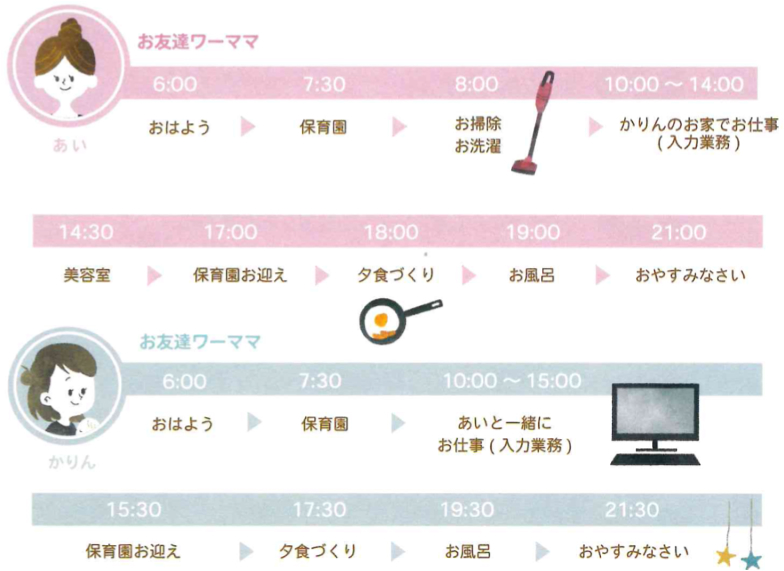 お友達ワーママ
6:00 7:30 8:00 10:00 ～ 14:00
おはよう 保育園 お掃除 かりんのお家でお仕事
お洗濯 ( 入力業務 )
あい
14:30 17:00 18:00 19:00 21:00
美容室 保育園お迎え 夕食づくり お風呂 おやすみなさい
お友達ワーママ
6:00 7:30 10:00 ～ 15:00
おはよう 保育園 あいと一緒に
お仕事 ( 入力業務 )
かりん
15:30 17:30 19:30 21:30
保育園お迎え 夕食づくり お風呂 おやすみなさい